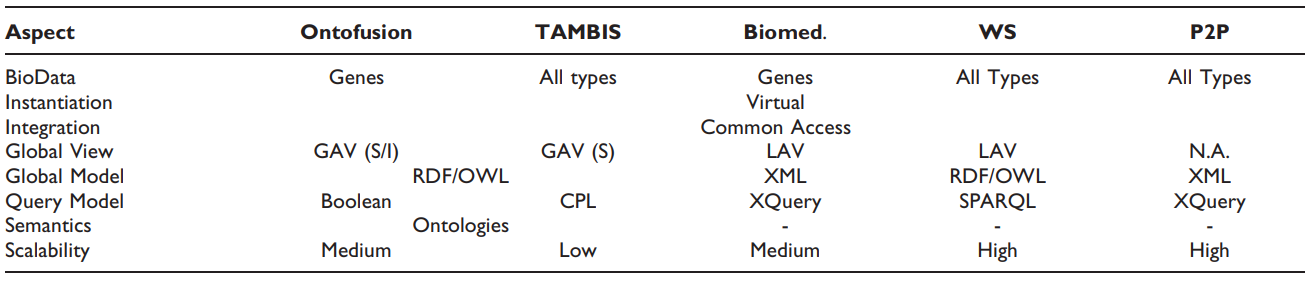 Aspect Ontofusion TAMBIS Biomed. WS P2P
BioData Genes All types Genes All Types All Types
Instantiation Virtual
Integration Common Access
Global View GAV (S/I) GAV (S) LAV LAV N.A.
Global Model RDF/OWL XML RDF/OWL XML
Query Model Boolean CPL XQuery SPARQL XQuery
Semantics Ontologies - - -
Scalability Medium Low Medium High High